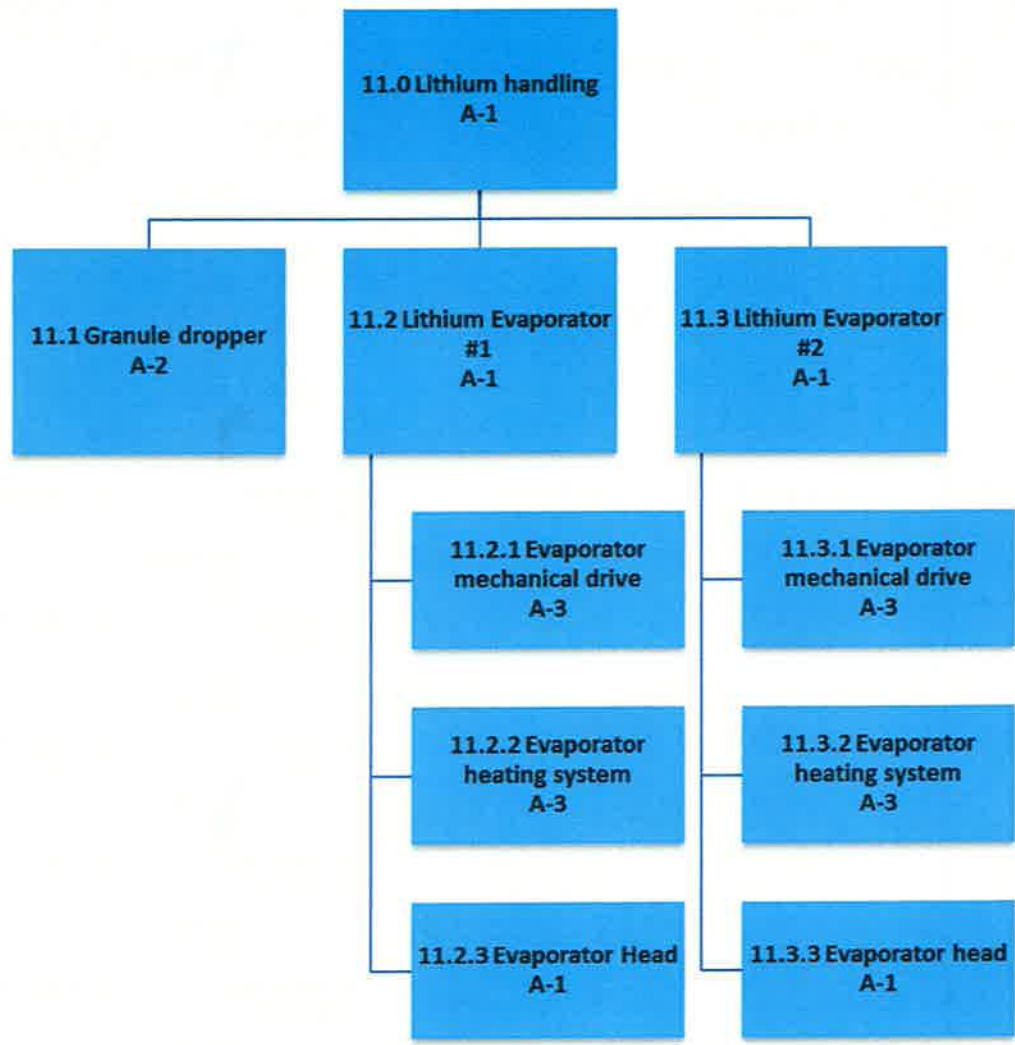 11.0 Lithium handling
A-1
11.1 Granule dropper
A-2
11.2 Lithium Evaporator
#1
A-1
11.3 Lithium Evaporator
#2
A-1
11.2.1 Evaporator
mechanical drive
A-3
11.3.1 Evaporator
mechanical drive
A-3
11.2.2 Evaporator
heating system
A-3
11.3.2 Evaporator
heating system
A-3
11.2.3 Evaporator Head
A-1
11.3.3 Evaporator head
A-1